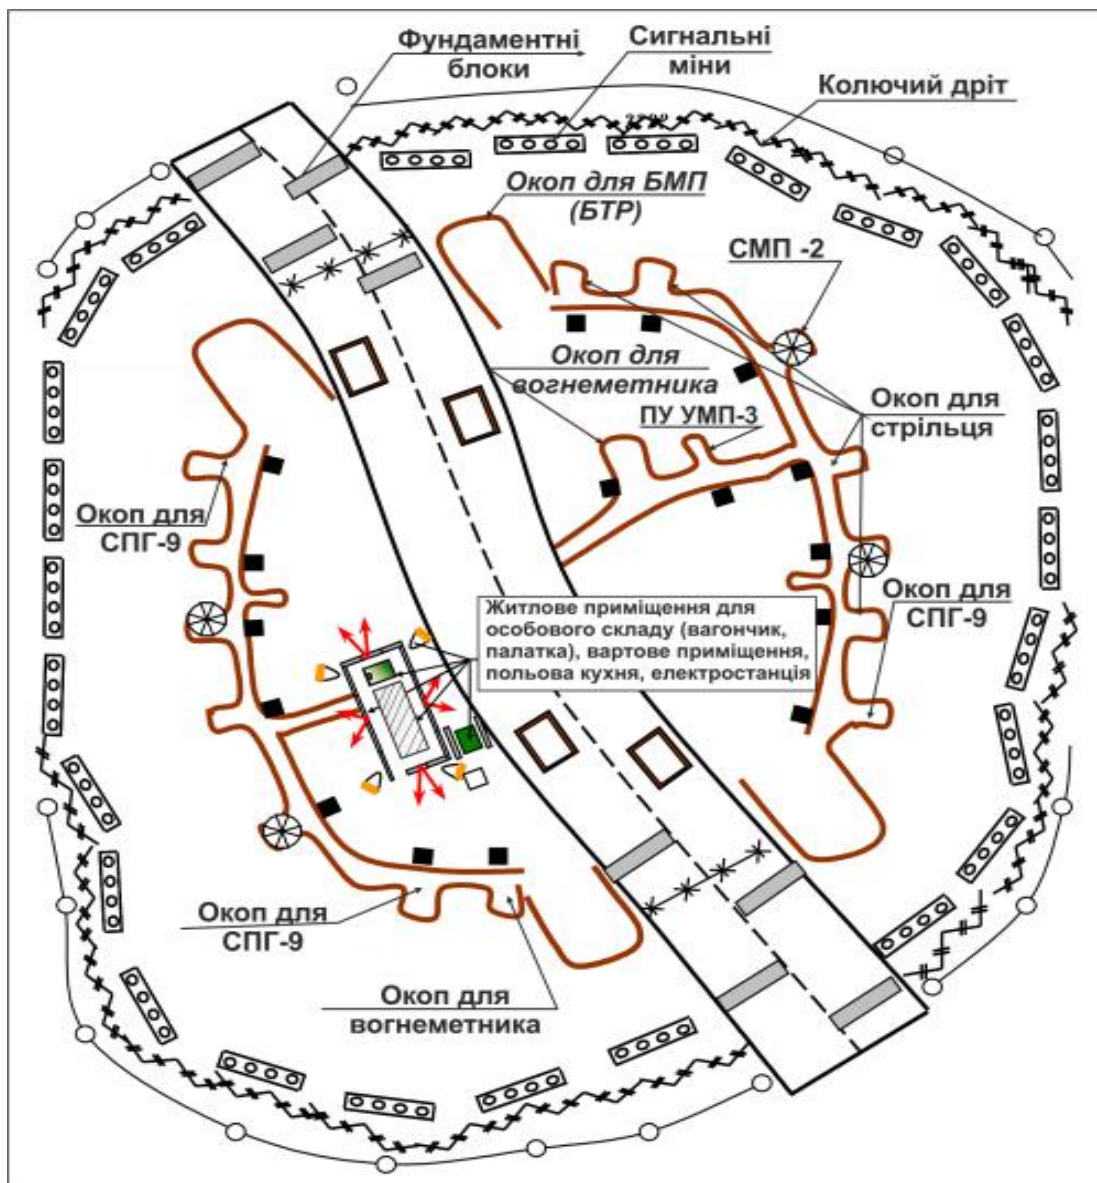 Фундаментні
блоки
Сигнальні
міни
Колючий дріт
Окоп для БМП
(БТР)
СМП -2
Окоп для
вогнеметника
ПУ УМП-3
Окоп для
стрільця
Окоп для
СПГ-9
Окоп для
СПГ-9
Житлове приміщення для
особового складу (вагончик,
палатка), вартове приміщення,
польова кухня, електростанція
Окоп для
СПГ-9
Окоп для
вогнеметника